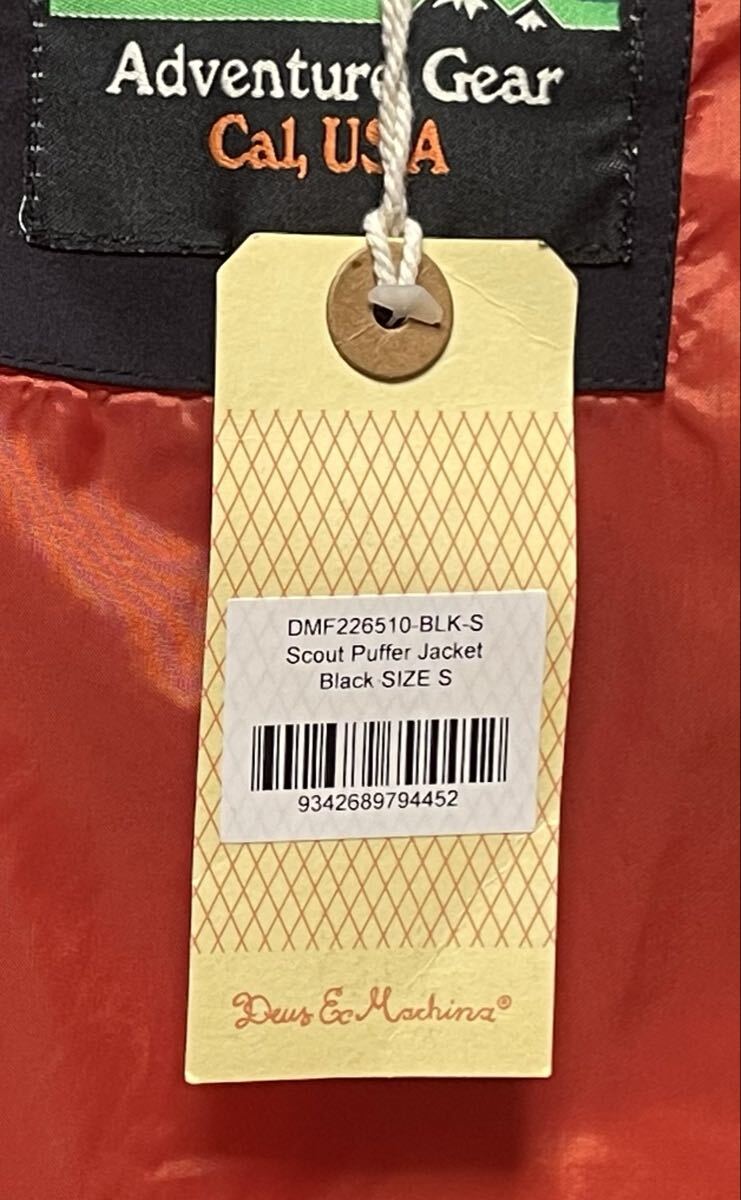 Adventure Gear
Cal, USA
DMF226510-BLK-S
Scout Puffer Jacket
Black SIZE S
9342689794452
Deus Ex Machina®